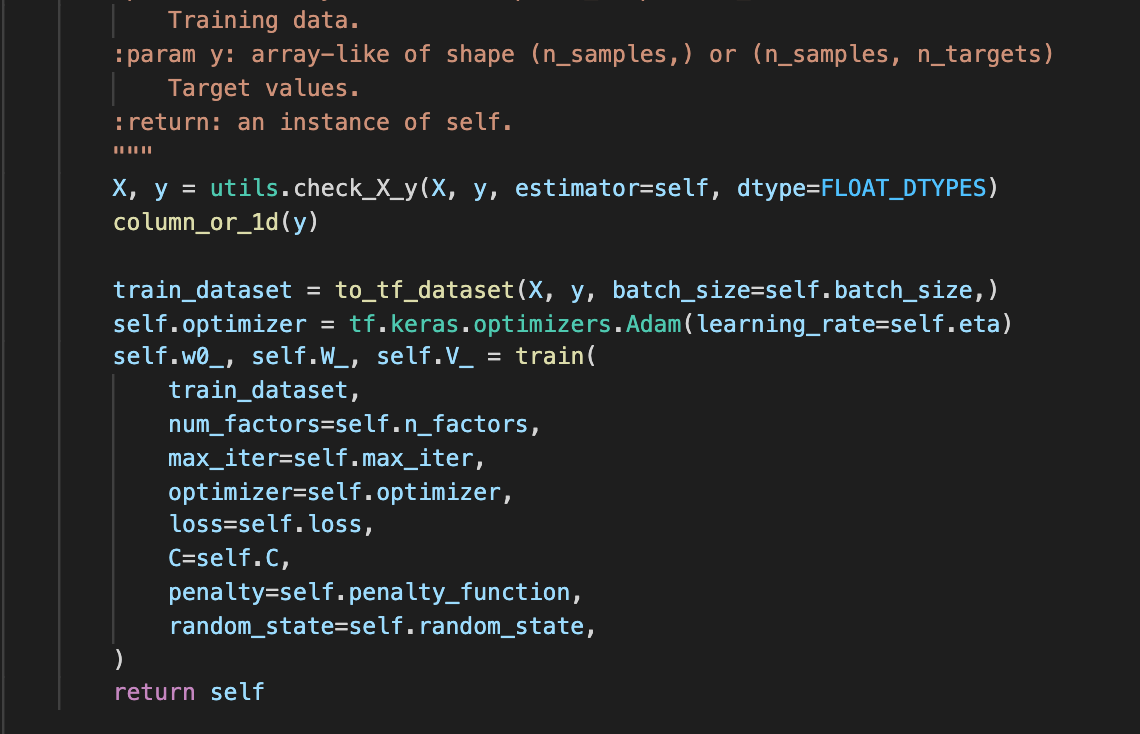 Training data.
:param y: array-like of shape (n_samples,) or (n_samples, n_targets)
Target values.
:return: an instance of self.
"""
X, y = utils.check_X_y(X, y, estimator=self, dtype=FLOAT_DTYPES)
column_or_1d(y)
train_dataset = to_tf_dataset(X, y, batch_size=self.batch_size,)
self.optimizer = tf.keras.optimizers.Adam(learning_rate=self.eta)
self.w0_, self.W_, self.V_ = train(
train_dataset,
num_factors=self.n_factors,
max_iter=self.max_iter,
optimizer=self.optimizer,
loss=self.loss,
C=self.C,
penalty=self.penalty_function,
random_state=self.random_state,
)
return self